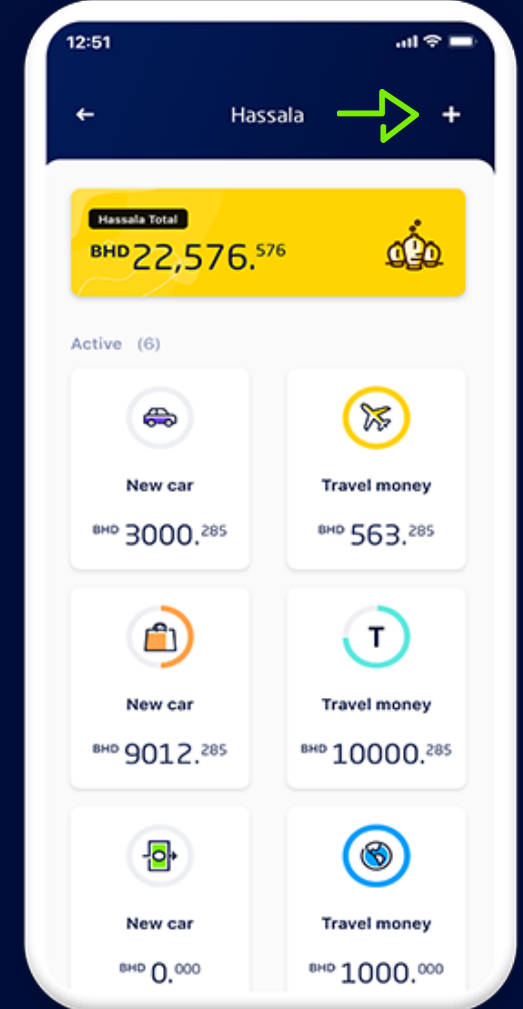 12:51
Hassala
Hassala Total
BHD 22,576.576
Active (6)
New car
BHD 3000.285
Travel money
BHD 563.285
New car
BHD 9012.285
T
Travel money
BHD 10000.285
New car
BHD 0.000
Travel money
BHD 1000.000